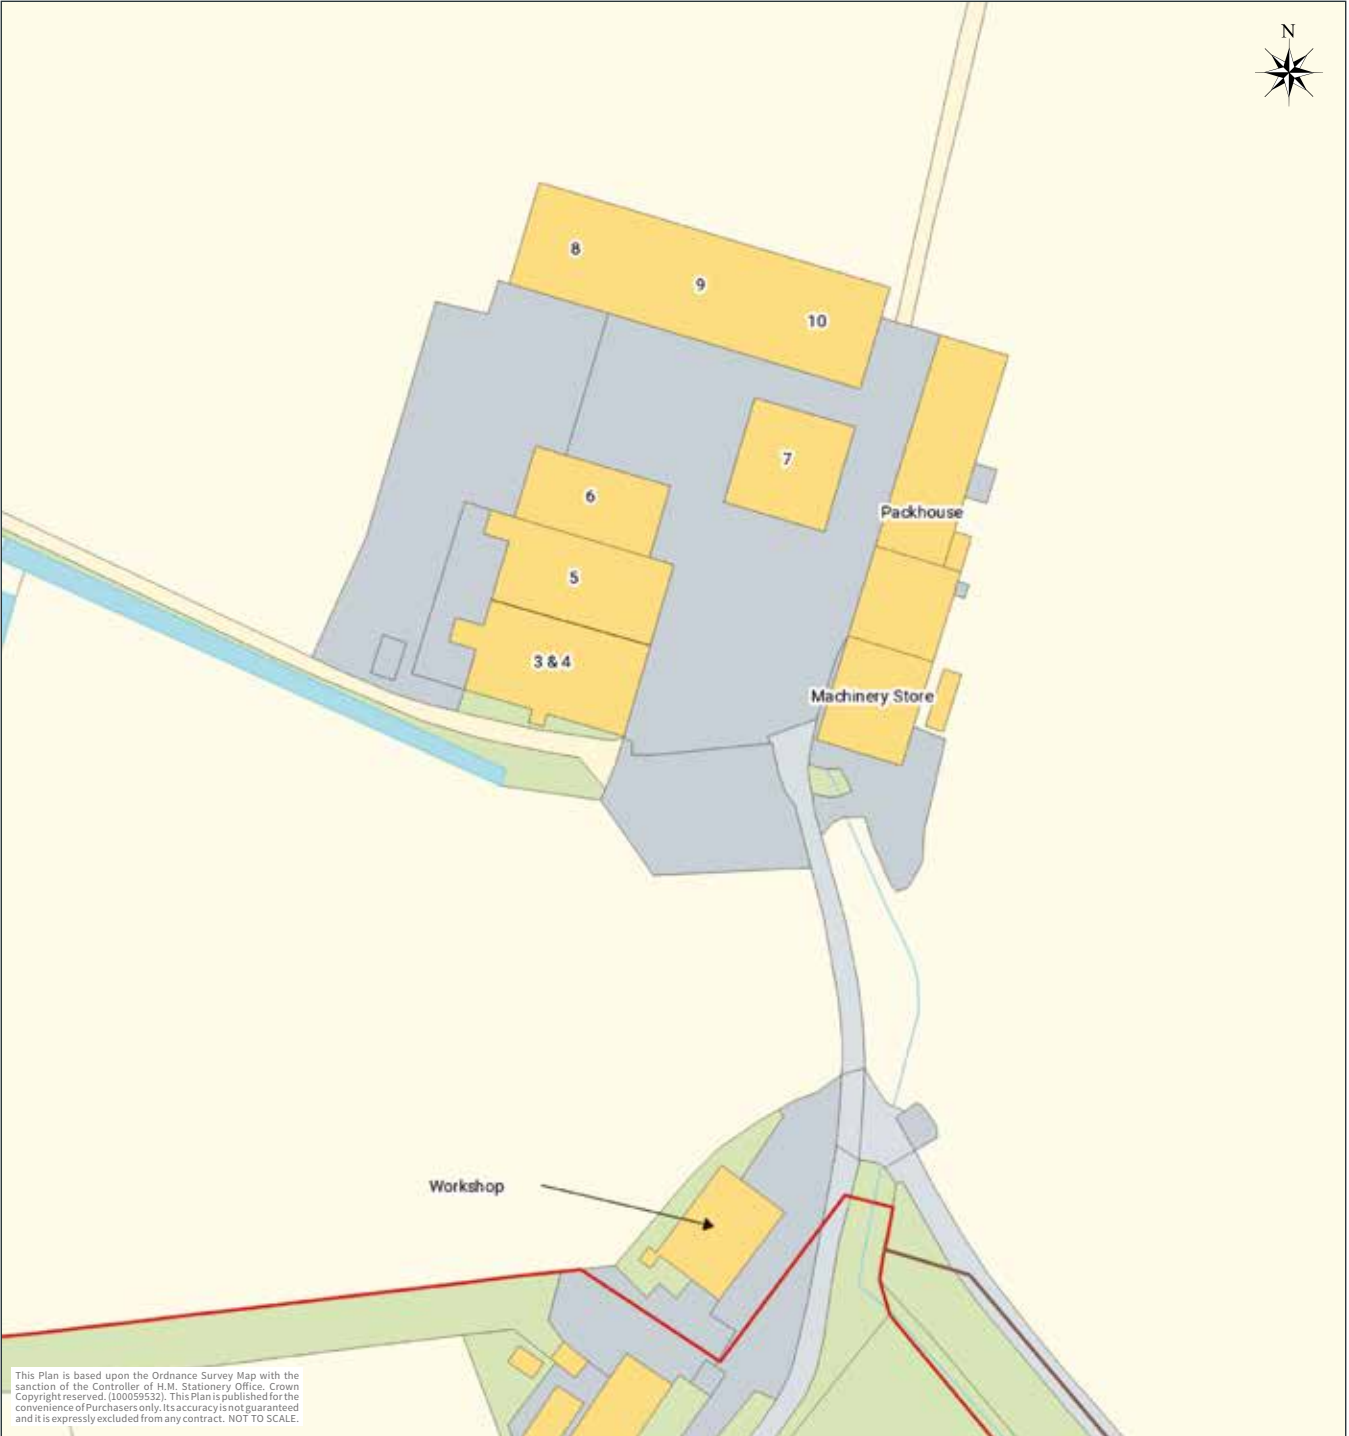 N
8
9
10
7
6
Packhouse
5
3 & 4
Machinery Store
Workshop
This Plan is based upon the Ordnance Survey Map with the
sanction of the Controller of H.M. Stationery Office. Crown
Copyright reserved. (100059532). This Plan is published for the
convenience of Purchasers only. Its accuracy is not guaranteed
and it is expressly excluded from any contract. NOT TO SCALE.